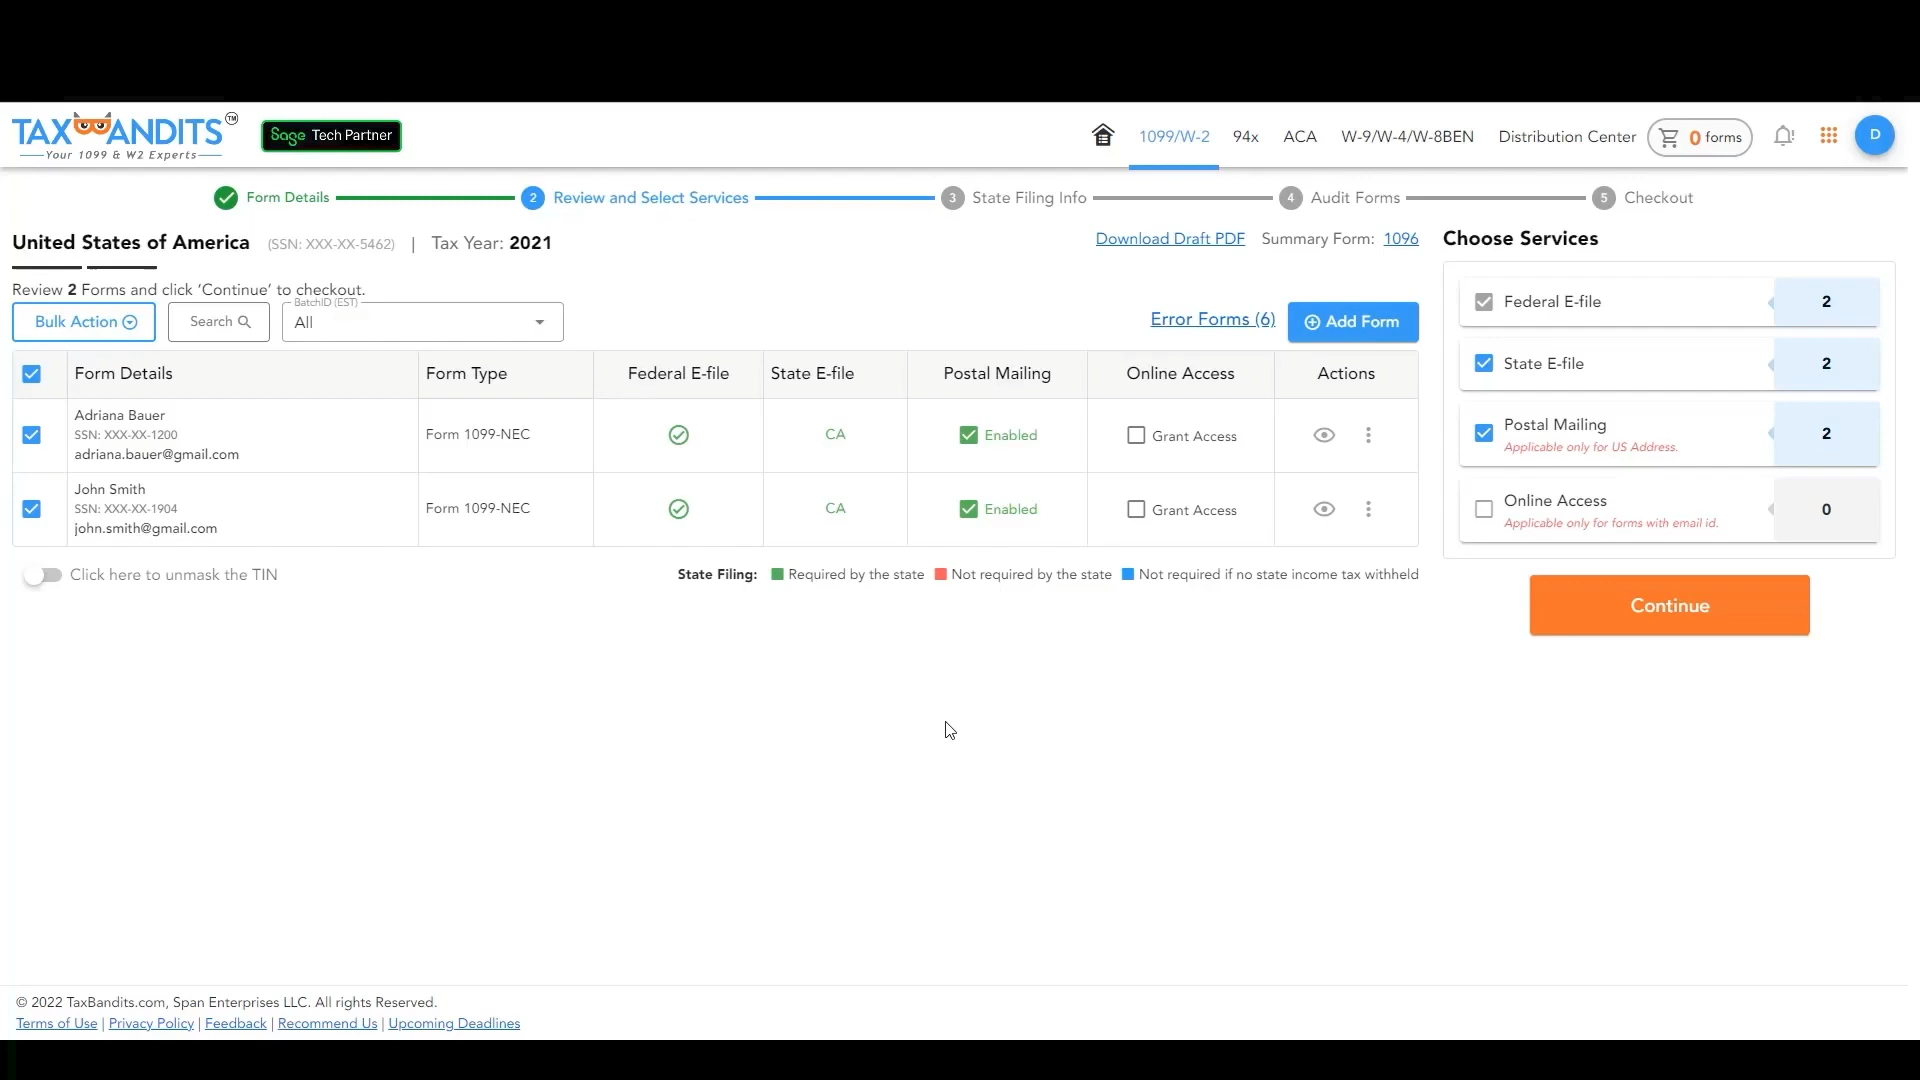 TAXBANDITS TM
Your 1099 & W2 Experts
Sage Tech Partner
1099/W-2
94x
ACA
W-9/W-4/W-8BEN
Distribution Center
0 forms
D
Form Details
2 Review and Select Services
3 State Filing Info
4 Audit Forms
5 Checkout
United States of America (SSN: XXX-XX-5462) | Tax Year: 2021
Download Draft PDF Summary Form: 1096
Review 2 Forms and click ‘Continue’ to checkout.
Bulk Action
Search
BatchID (EST)
All
Error Forms (6)
Add Form
Form Details Form Type Federal E-file State E-file Postal Mailing Online Access Actions
Adriana Bauer
SSN: XXX-XX-1200
adriana.bauer@gmail.com
Form 1099-NEC
CA
Enabled
Grant Access
John Smith
SSN: XXX-XX-1904
john.smith@gmail.com
Form 1099-NEC
CA
Enabled
Grant Access
Click here to unmask the TIN
State Filing: Required by the state Not required by the state Not required if no state income tax withheld
Choose Services
Federal E-file 2
State E-file 2
Postal Mailing 2
Applicable only for US Address.
Online Access 0
Applicable only for forms with email id.
Continue
© 2022 TaxBandits.com, Span Enterprises LLC. All rights Reserved.
Terms of Use | Privacy Policy | Feedback | Recommend Us | Upcoming Deadlines